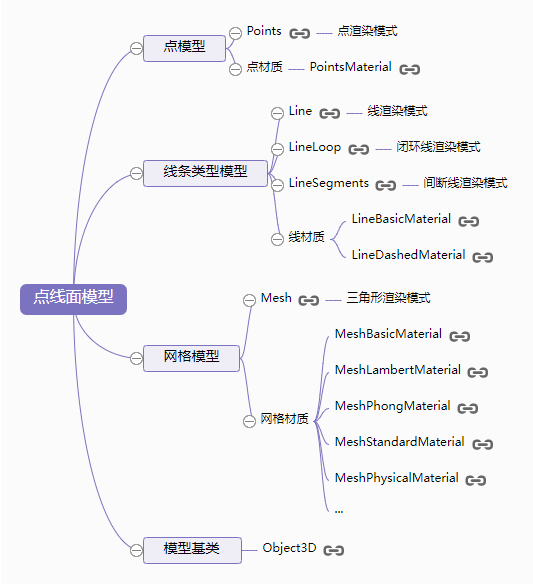 点线面模型
点模型
Points
点渲染模式
点材质
PointsMaterial
线条类型模型
Line
线渲染模式
LineLoop
闭环线渲染模式
LineSegments
间断线渲染模式
线材质
LineBasicMaterial
LineDashedMaterial
网格模型
Mesh
三角形渲染模式
网格材质
MeshBasicMaterial
MeshLambertMaterial
MeshPhongMaterial
MeshStandardMaterial
MeshPhysicalMaterial
...
模型基类
Object3D